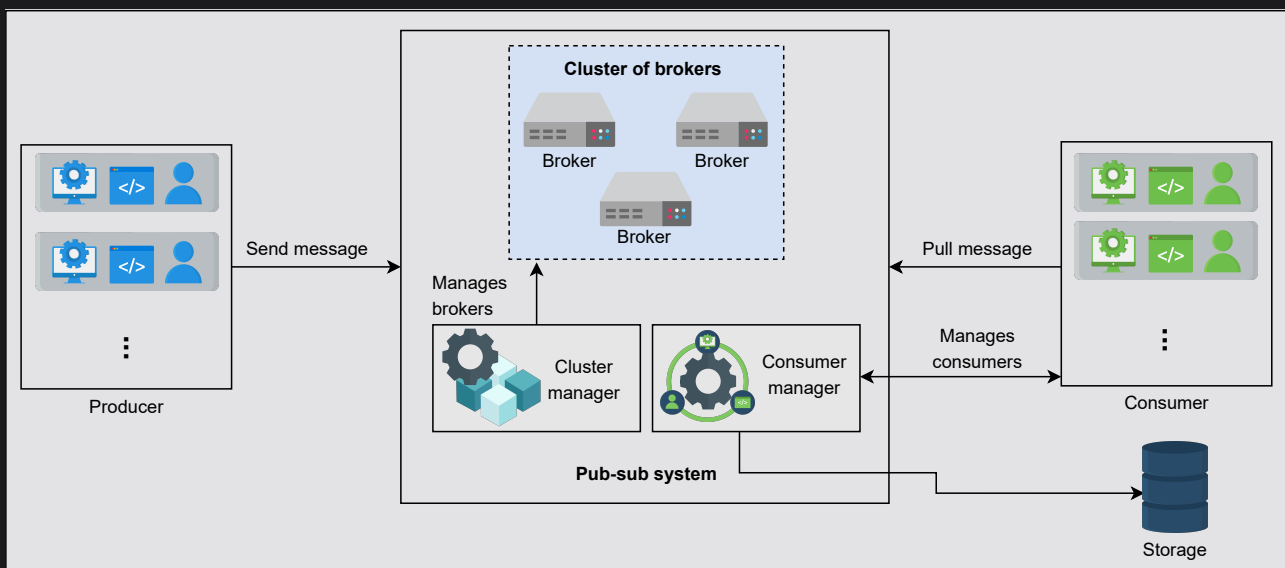 Cluster of brokers
Broker
Broker
Broker
</>
</>
Send message
Producer
Manages
brokers
Cluster
manager
Consumer
manager
</>
Pub-sub system
Pull message
Manages
consumers
</>
</>
Consumer
Storage